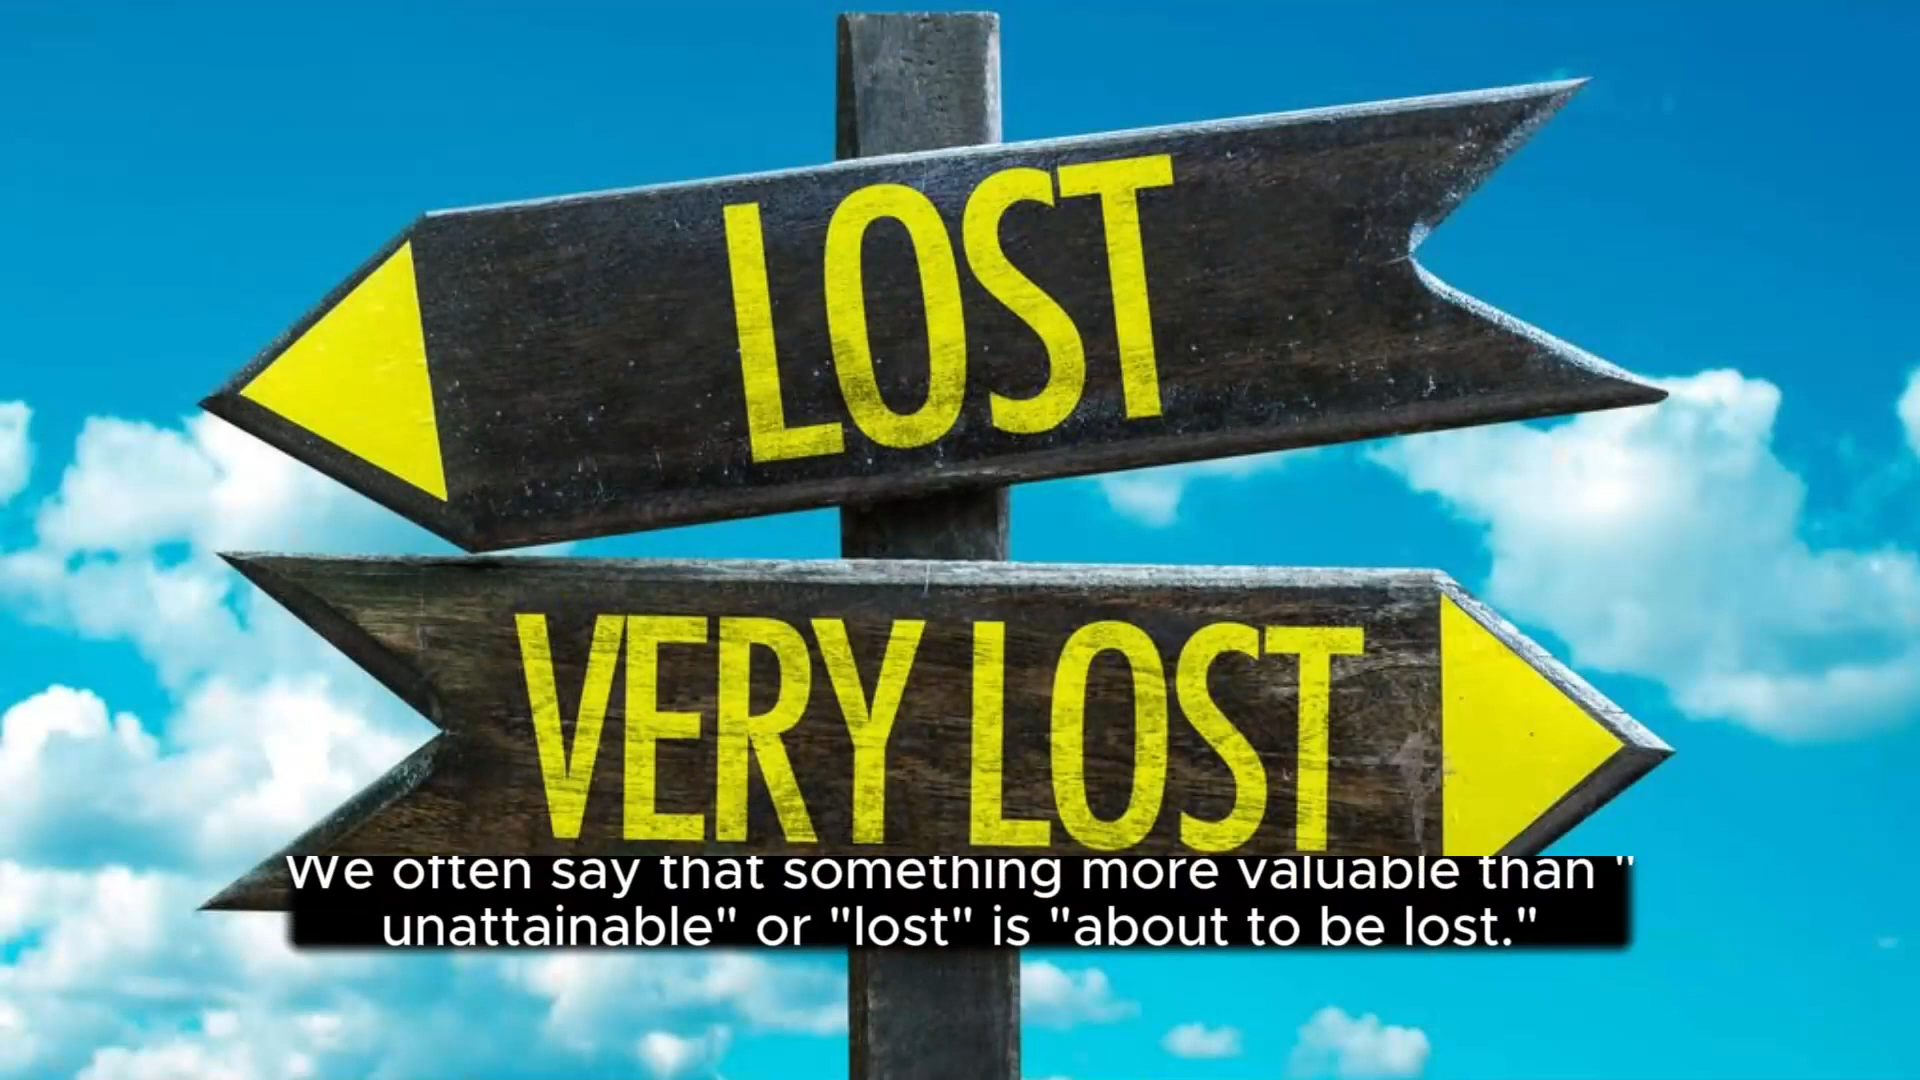 LOST
VERY LOST
We often say that something more valuable than "
unattainable" or "lost" is "about to be lost."